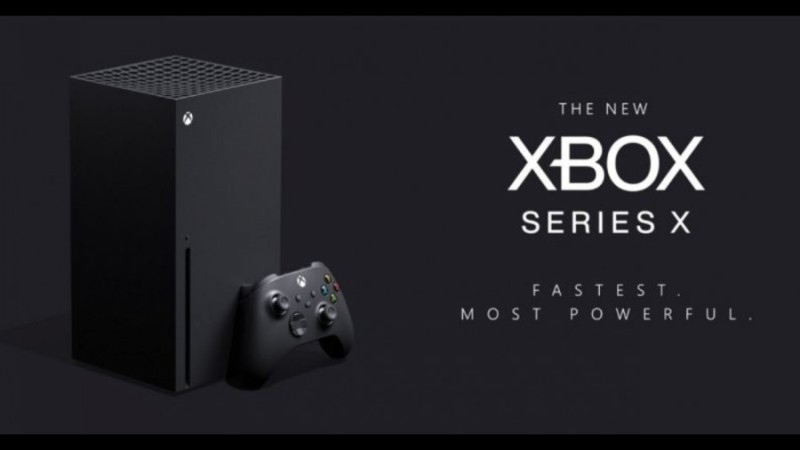 THE NEW
XBOX
SERIES X
FASTEST.
MOST POWERFUL.